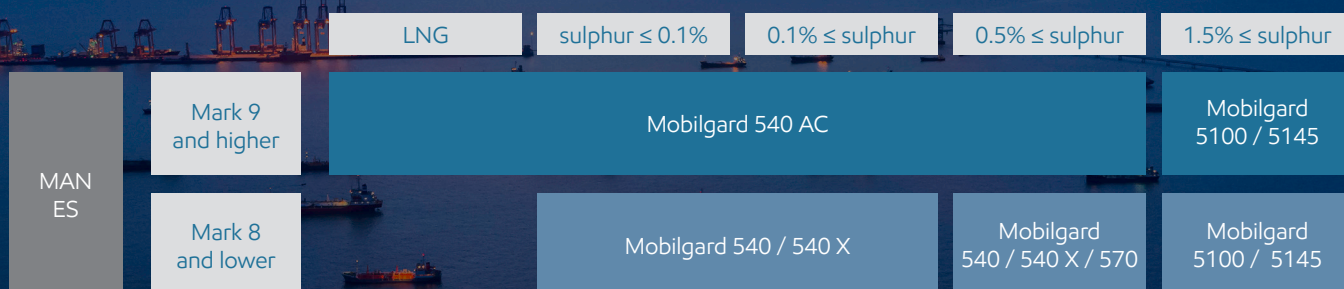 LNG
sulphur ≤ 0.1%
0.1% ≤ sulphur
0.5% ≤ sulphur
1.5% ≤ sulphur
MAN
ES
Mark 9
and higher
Mobilgard 540 AC
Mobilgard
5100 / 5145
Mark 8
and lower
Mobilgard 540 / 540 X
Mobilgard
540 / 540 X / 570
Mobilgard
5100 / 5145